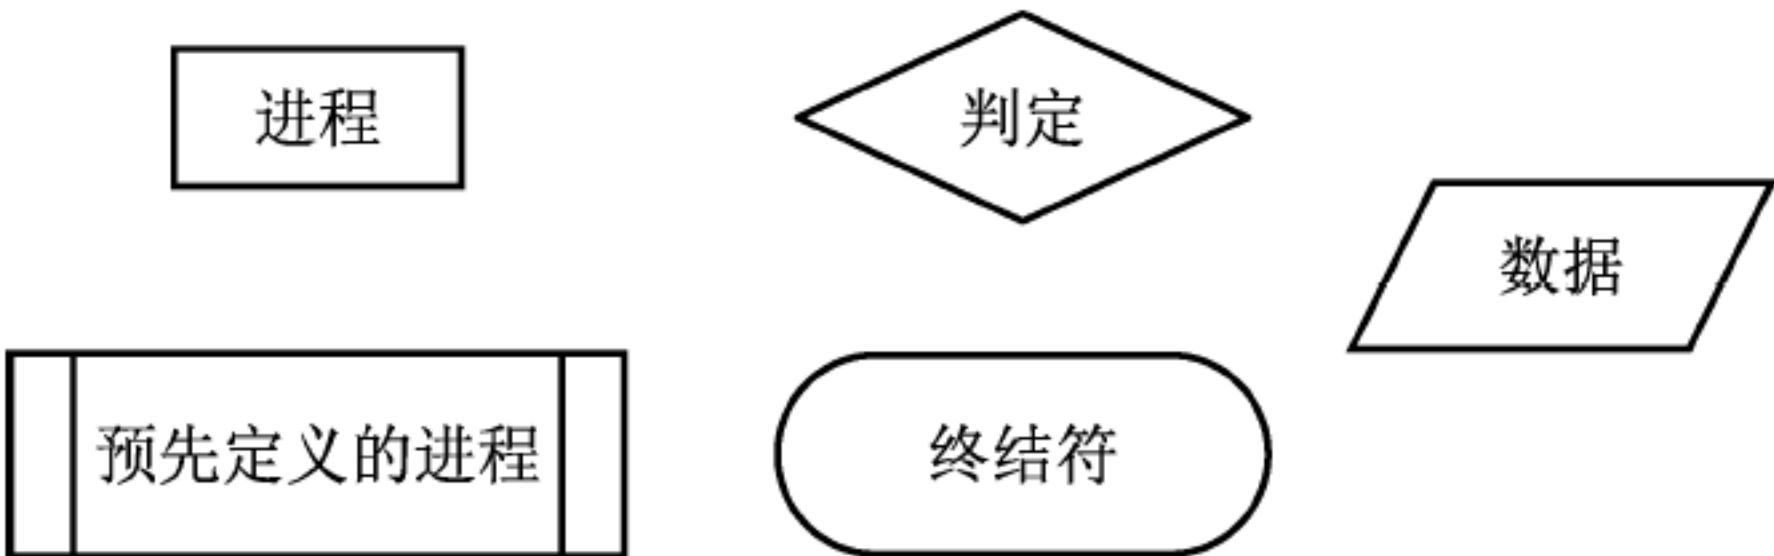 进程
判定
数据
预先定义的进程
终结符